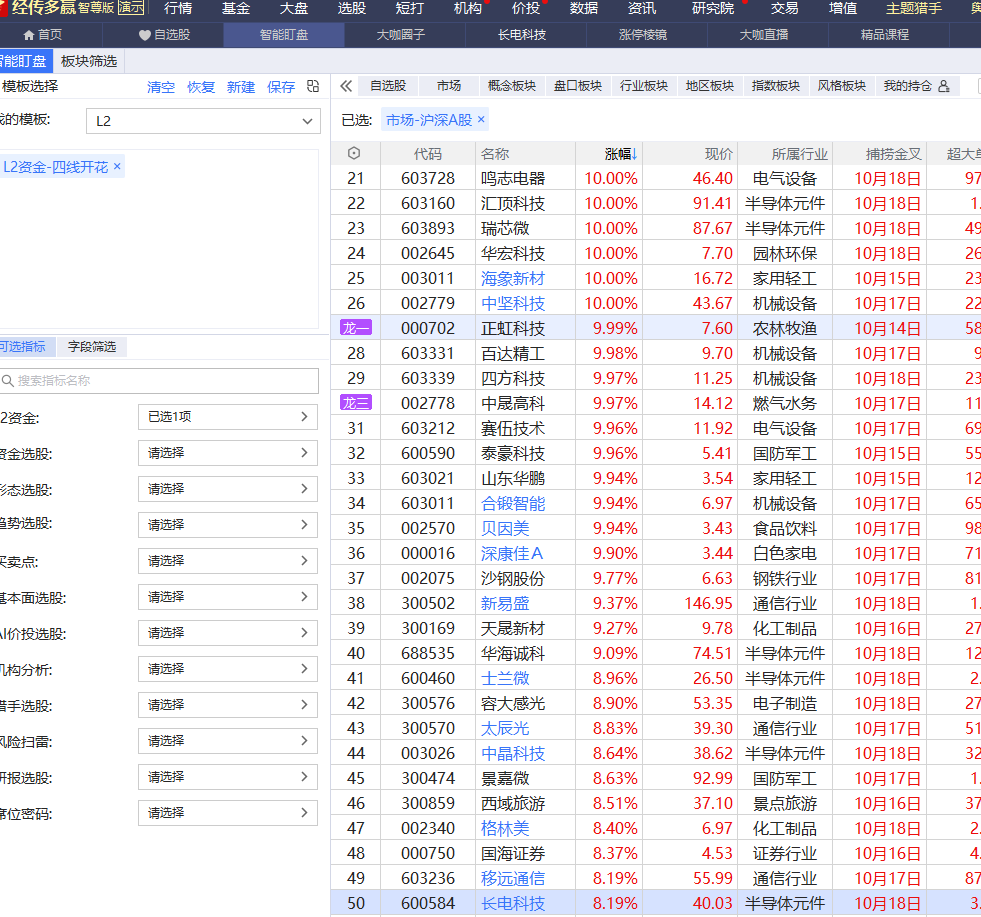 经传多赢 智尊版 演示 行情 基金 大盘 选股 短打 机构 价投 数据 资讯 研究院 交易 增值 主题猎手
首页 自选股 智能盯盘 大咖圈子 长电科技 涨停棱镜 大咖直播 精品课程
智能盯盘 板块筛选
模板选择 清空 恢复 新建 保存
自选股 市场 概念板块 盘口板块 行业板块 地区板块 指数板块 风格板块 我的持仓
我的模板: L2
已选: 市场-沪深A股 ×
L2资金-四线开花 ×
代码 名称 涨幅↓ 现价 所属行业 捕捞金叉 超大单
21 603728 鸣志电器 10.00% 46.40 电气设备 10月18日 97
22 603160 汇顶科技 10.00% 91.41 半导体元件 10月18日 1.
23 603893 瑞芯微 10.00% 87.67 半导体元件 10月18日 49
24 002645 华宏科技 10.00% 7.70 园林环保 10月18日 26
25 003011 海象新材 10.00% 16.72 家用轻工 10月15日 23
26 002779 中坚科技 10.00% 43.67 机械设备 10月17日 22
龙一 000702 正虹科技 9.99% 7.60 农林牧渔 10月14日 58
28 603331 百达精工 9.98% 9.70 机械设备 10月17日 9
29 603339 四方科技 9.97% 11.25 机械设备 10月18日 23
龙三 002778 中晟高科 9.97% 14.12 燃气水务 10月17日 11
31 603212 赛伍技术 9.96% 11.92 电气设备 10月17日 69
32 600590 泰豪科技 9.96% 5.41 国防军工 10月15日 55
33 603021 山东华鹏 9.94% 3.54 家用轻工 10月15日 12
34 603011 合锻智能 9.94% 6.97 机械设备 10月17日 65
35 002570 贝因美 9.94% 3.43 食品饮料 10月17日 98
36 000016 深康佳A 9.90% 3.44 白色家电 10月17日 71
37 002075 沙钢股份 9.77% 6.63 钢铁行业 10月17日 81
38 300502 新易盛 9.37% 146.95 通信行业 10月18日 1.
39 300169 天晟新材 9.27% 9.78 化工制品 10月16日 27
40 688535 华海诚科 9.09% 74.51 半导体元件 10月18日 12
41 600460 士兰微 8.96% 26.50 半导体元件 10月18日 2.
42 300576 容大感光 8.90% 53.35 电子制造 10月18日 27
43 300570 太辰光 8.83% 39.30 通信行业 10月17日 51
44 003026 中晶科技 8.64% 38.62 半导体元件 10月18日 32
45 300474 景嘉微 8.63% 92.99 国防军工 10月17日 1.
46 300859 西域旅游 8.51% 37.10 景点旅游 10月16日 37
47 002340 格林美 8.40% 6.97 化工制品 10月18日 2.
48 000750 国海证券 8.37% 4.53 证券行业 10月16日 4.
49 603236 移远通信 8.19% 55.99 通信行业 10月17日 87
50 600584 长电科技 8.19% 40.03 半导体元件 10月18日 3.
可选指标 字段筛选
搜索指标名称
L2资金: 已选1项
资金选股: 请选择
形态选股: 请选择
趋势选股: 请选择
买卖点: 请选择
基本面选股: 请选择
AI价投选股: 请选择
机构分析: 请选择
猎手选股: 请选择
风险扫雷: 请选择
研报选股: 请选择
席位密码: 请选择